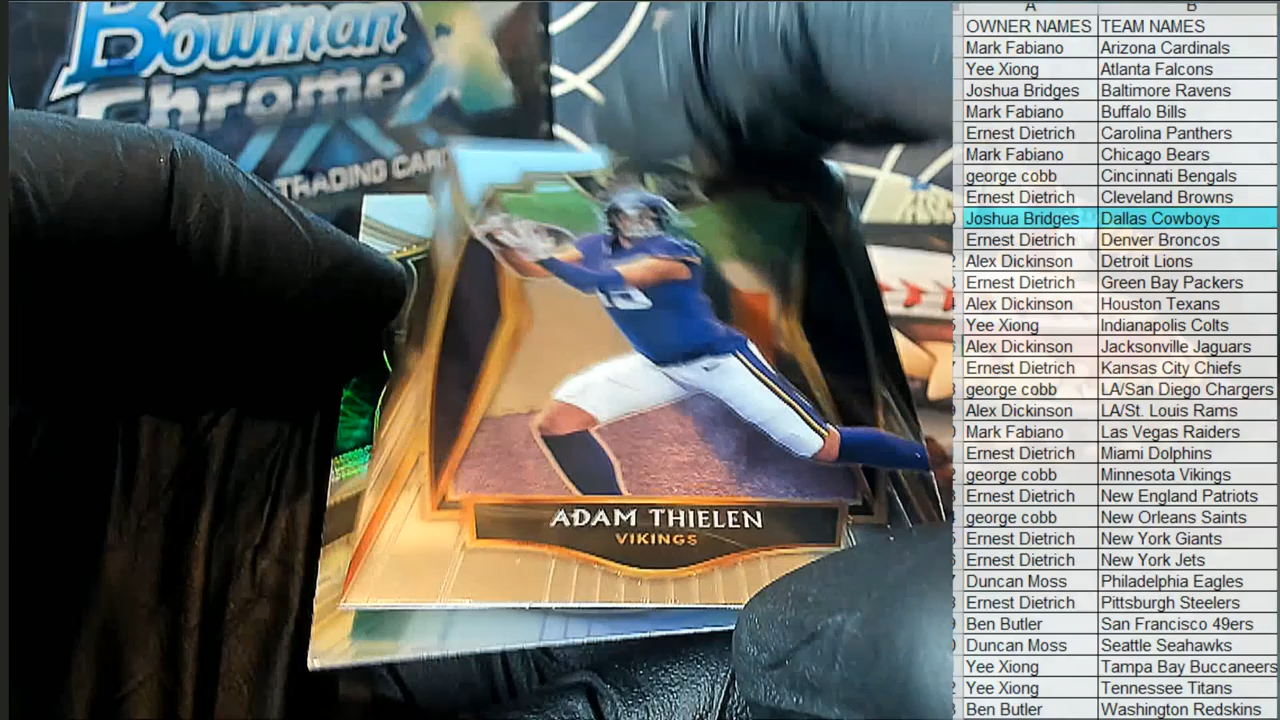 Bowman
Chrome
TRADING CAR
ADAM THIELEN
VIKINGS
A B
OWNER NAMES TEAM NAMES
Mark Fabiano Arizona Cardinals
Yee Xiong Atlanta Falcons
Joshua Bridges Baltimore Ravens
Mark Fabiano Buffalo Bills
Ernest Dietrich Carolina Panthers
Mark Fabiano Chicago Bears
george cobb Cincinnati Bengals
Ernest Dietrich Cleveland Browns
Joshua Bridges Dallas Cowboys
Ernest Dietrich Denver Broncos
Alex Dickinson Detroit Lions
Ernest Dietrich Green Bay Packers
Alex Dickinson Houston Texans
Yee Xiong Indianapolis Colts
Alex Dickinson Jacksonville Jaguars
Ernest Dietrich Kansas City Chiefs
george cobb LA/San Diego Chargers
Alex Dickinson LA/St. Louis Rams
Mark Fabiano Las Vegas Raiders
Ernest Dietrich Miami Dolphins
george cobb Minnesota Vikings
Ernest Dietrich New England Patriots
george cobb New Orleans Saints
Ernest Dietrich New York Giants
Ernest Dietrich New York Jets
Duncan Moss Philadelphia Eagles
Ernest Dietrich Pittsburgh Steelers
Ben Butler San Francisco 49ers
Duncan Moss Seattle Seahawks
Yee Xiong Tampa Bay Buccaneers
Yee Xiong Tennessee Titans
Ben Butler Washington Redskins